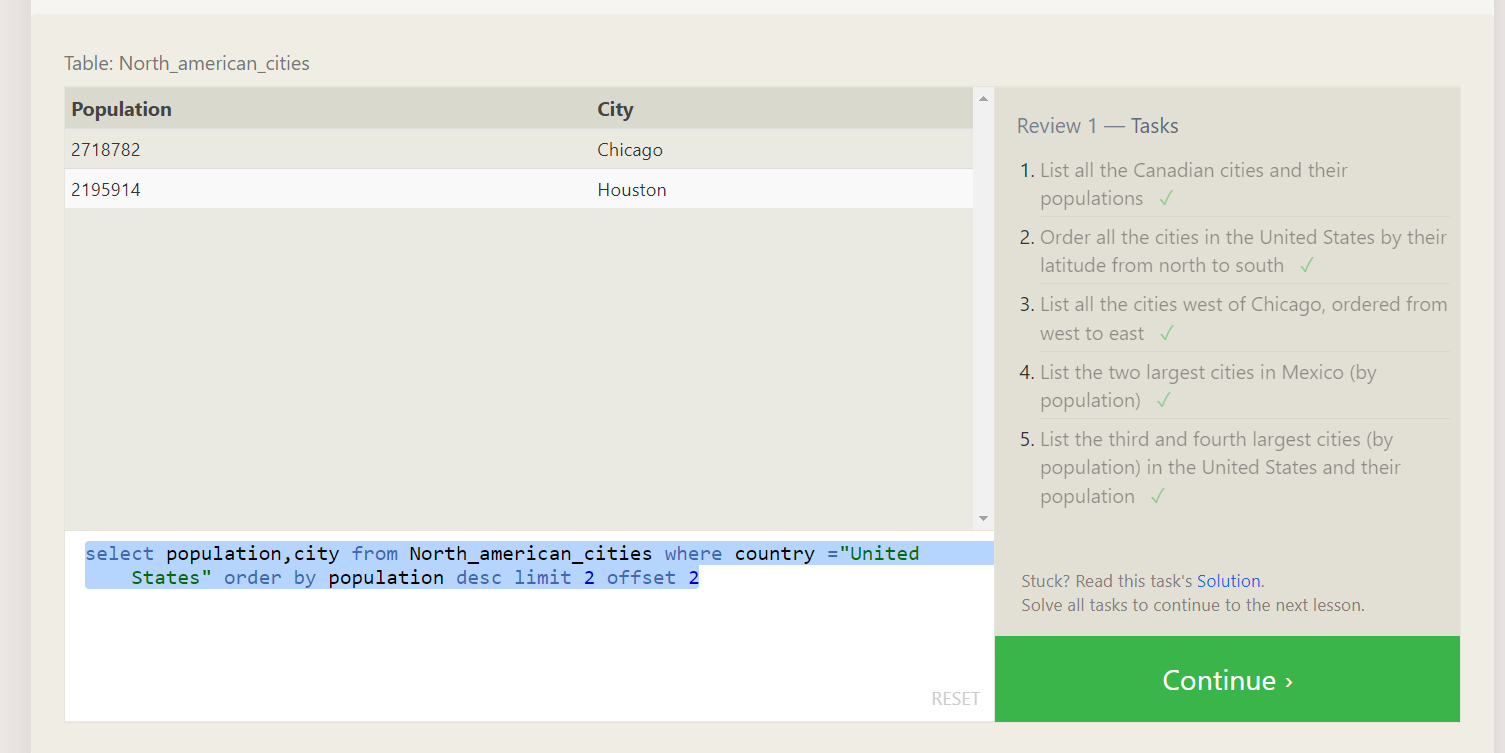 Table: North_american_cities
Population City
2718782 Chicago
2195914 Houston
select population,city from North_american_cities where country ="United
States" order by population desc limit 2 offset 2
RESET
Review 1 — Tasks
1. List all the Canadian cities and their
populations ✓
2. Order all the cities in the United States by their
latitude from north to south ✓
3. List all the cities west of Chicago, ordered from
west to east ✓
4. List the two largest cities in Mexico (by
population) ✓
5. List the third and fourth largest cities (by
population) in the United States and their
population ✓
Stuck? Read this task's Solution.
Solve all tasks to continue to the next lesson.
Continue ›